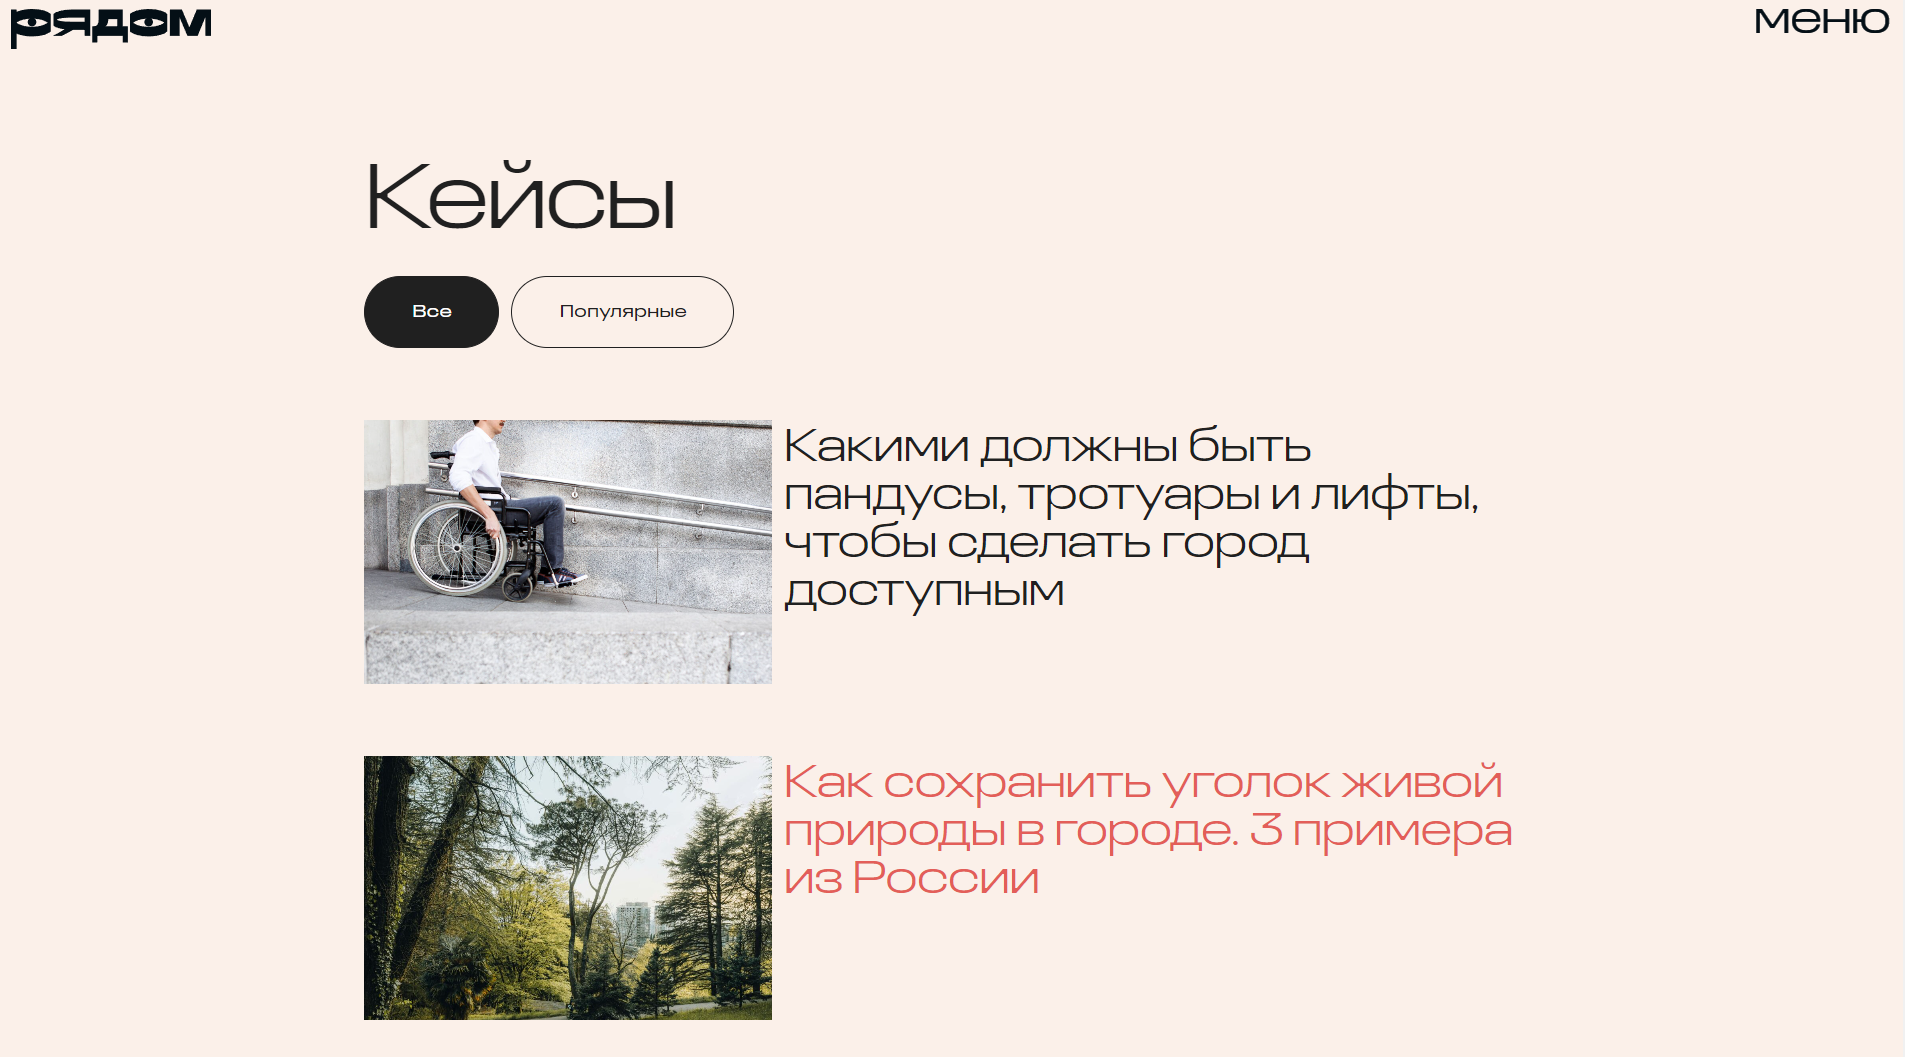 рядом
меню
Кейсы
Все
Популярные
Какими должны быть
пандусы, тротуары и лифты,
чтобы сделать город
доступным
Как сохранить уголок живой
природы в городе. 3 примера
из России